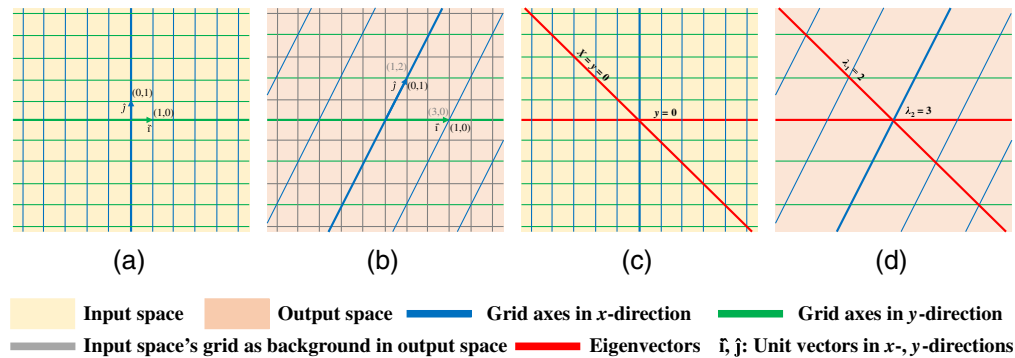 (0,1)
ĵ
(1,0)
î
(1,2)
ĵ
(0,1)
(3,0)
î
(1,0)
X = y = 0
y = 0
λ₁ = 2
λ₂ = 3
(a)
(b)
(c)
(d)
Input space
Output space
Grid axes in x-direction
Grid axes in y-direction
Input space's grid as background in output space
Eigenvectors
î, ĵ: Unit vectors in x-, y-directions